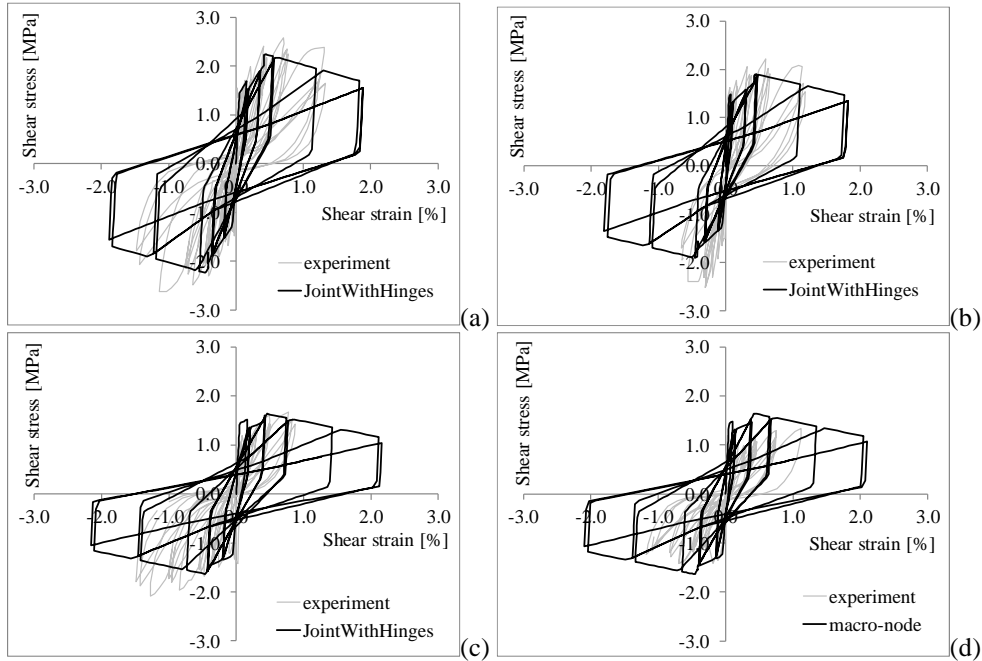 3.0
2.0
1.0
0.0
-1.0
-2.0
-3.0
-3.0 -2.0 -1.0 0.0 1.0 2.0 3.0
Shear stress [MPa]
Shear strain [%]
experiment
JointWithHinges
(a)
3.0
2.0
1.0
0.0
-1.0
-2.0
-3.0
-3.0 -2.0 -1.0 0.0 1.0 2.0 3.0
Shear stress [MPa]
Shear strain [%]
experiment
JointWithHinges
(b)
3.0
2.0
1.0
0.0
-1.0
-2.0
-3.0
-3.0 -2.0 -1.0 0.0 1.0 2.0 3.0
Shear stress [MPa]
Shear strain [%]
experiment
JointWithHinges
(c)
3.0
2.0
1.0
0.0
-1.0
-2.0
-3.0
-3.0 -2.0 -1.0 0.0 1.0 2.0 3.0
Shear stress [MPa]
Shear strain [%]
experiment
macro-node
(d)